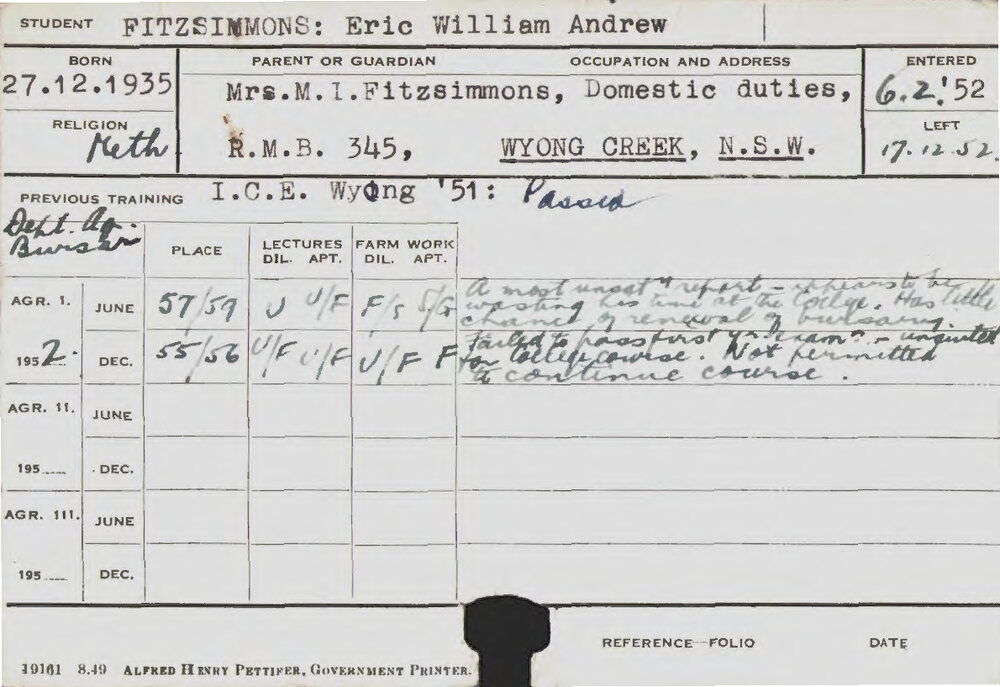 STUDENT FITZSIMMONS: Eric William Andrew
BORN PARENT OR GUARDIAN OCCUPATION AND ADDRESS ENTERED
27.12.1935 Mrs.M.I.Fitzsimmons, Domestic duties, 6.2.'52
RELIGION LEFT
Meth R.M.B. 345, WYONG CREEK, N.S.W. 17.12.52.
PREVIOUS TRAINING I.C.E. Wyong '51: Passed
Dept. Ag.
Bursar
PLACE LECTURES FARM WORK
DIL. APT. DIL. APT.
AGR. I. JUNE 57/59 U U/F F/S S/G
A most unsat. report - appears to be
wasting his time at the College. Has little
chance of renewal of bursary.
1952 DEC. 55/56 U/F U/F U/F F
Failed to pass first yr exam - unsuited
for College course. Not permitted
to continue course.
AGR. 11. JUNE
195 DEC.
AGR. 111. JUNE
195 DEC.
REFERENCE—FOLIO DATE
19161 8.49 ALFRED HENRY PETTIFER, GOVERNMENT PRINTER.